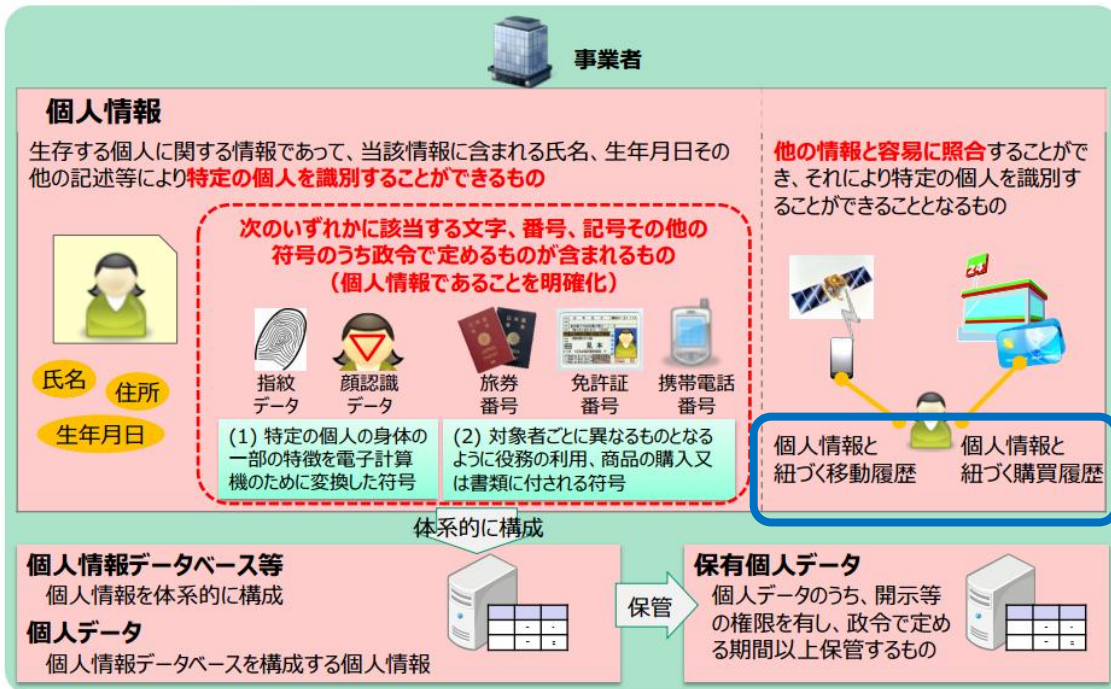 事業者
個人情報
生存する個人に関する情報であって、当該情報に含まれる氏名、生年月日その
他の記述等により特定の個人を識別することができるもの
次のいずれかに該当する文字、番号、記号その他の
符号のうち政令で定めるものが含まれるもの
(個人情報であることを明確化)
氏名
住所
生年月日
指紋
データ
顔認識
データ
旅券
番号
免許証
番号
携帯電話
番号
(1) 特定の個人の身体の
一部の特徴を電子計算
機のために変換した符号
(2) 対象者ごとに異なるものとなる
ように役務の利用、商品の購入又
は書類に付される符号
他の情報と容易に照合することがで
き、それにより特定の個人を識別す
ることができることとなるもの
個人情報と
紐づく移動履歴
個人情報と
紐づく購買履歴
体系的に構成
個人情報データベース等
個人情報を体系的に構成
個人データ
個人情報データベースを構成する個人情報
保管
保有個人データ
個人データのうち、開示等
の権限を有し、政令で定め
る期間以上保管するもの